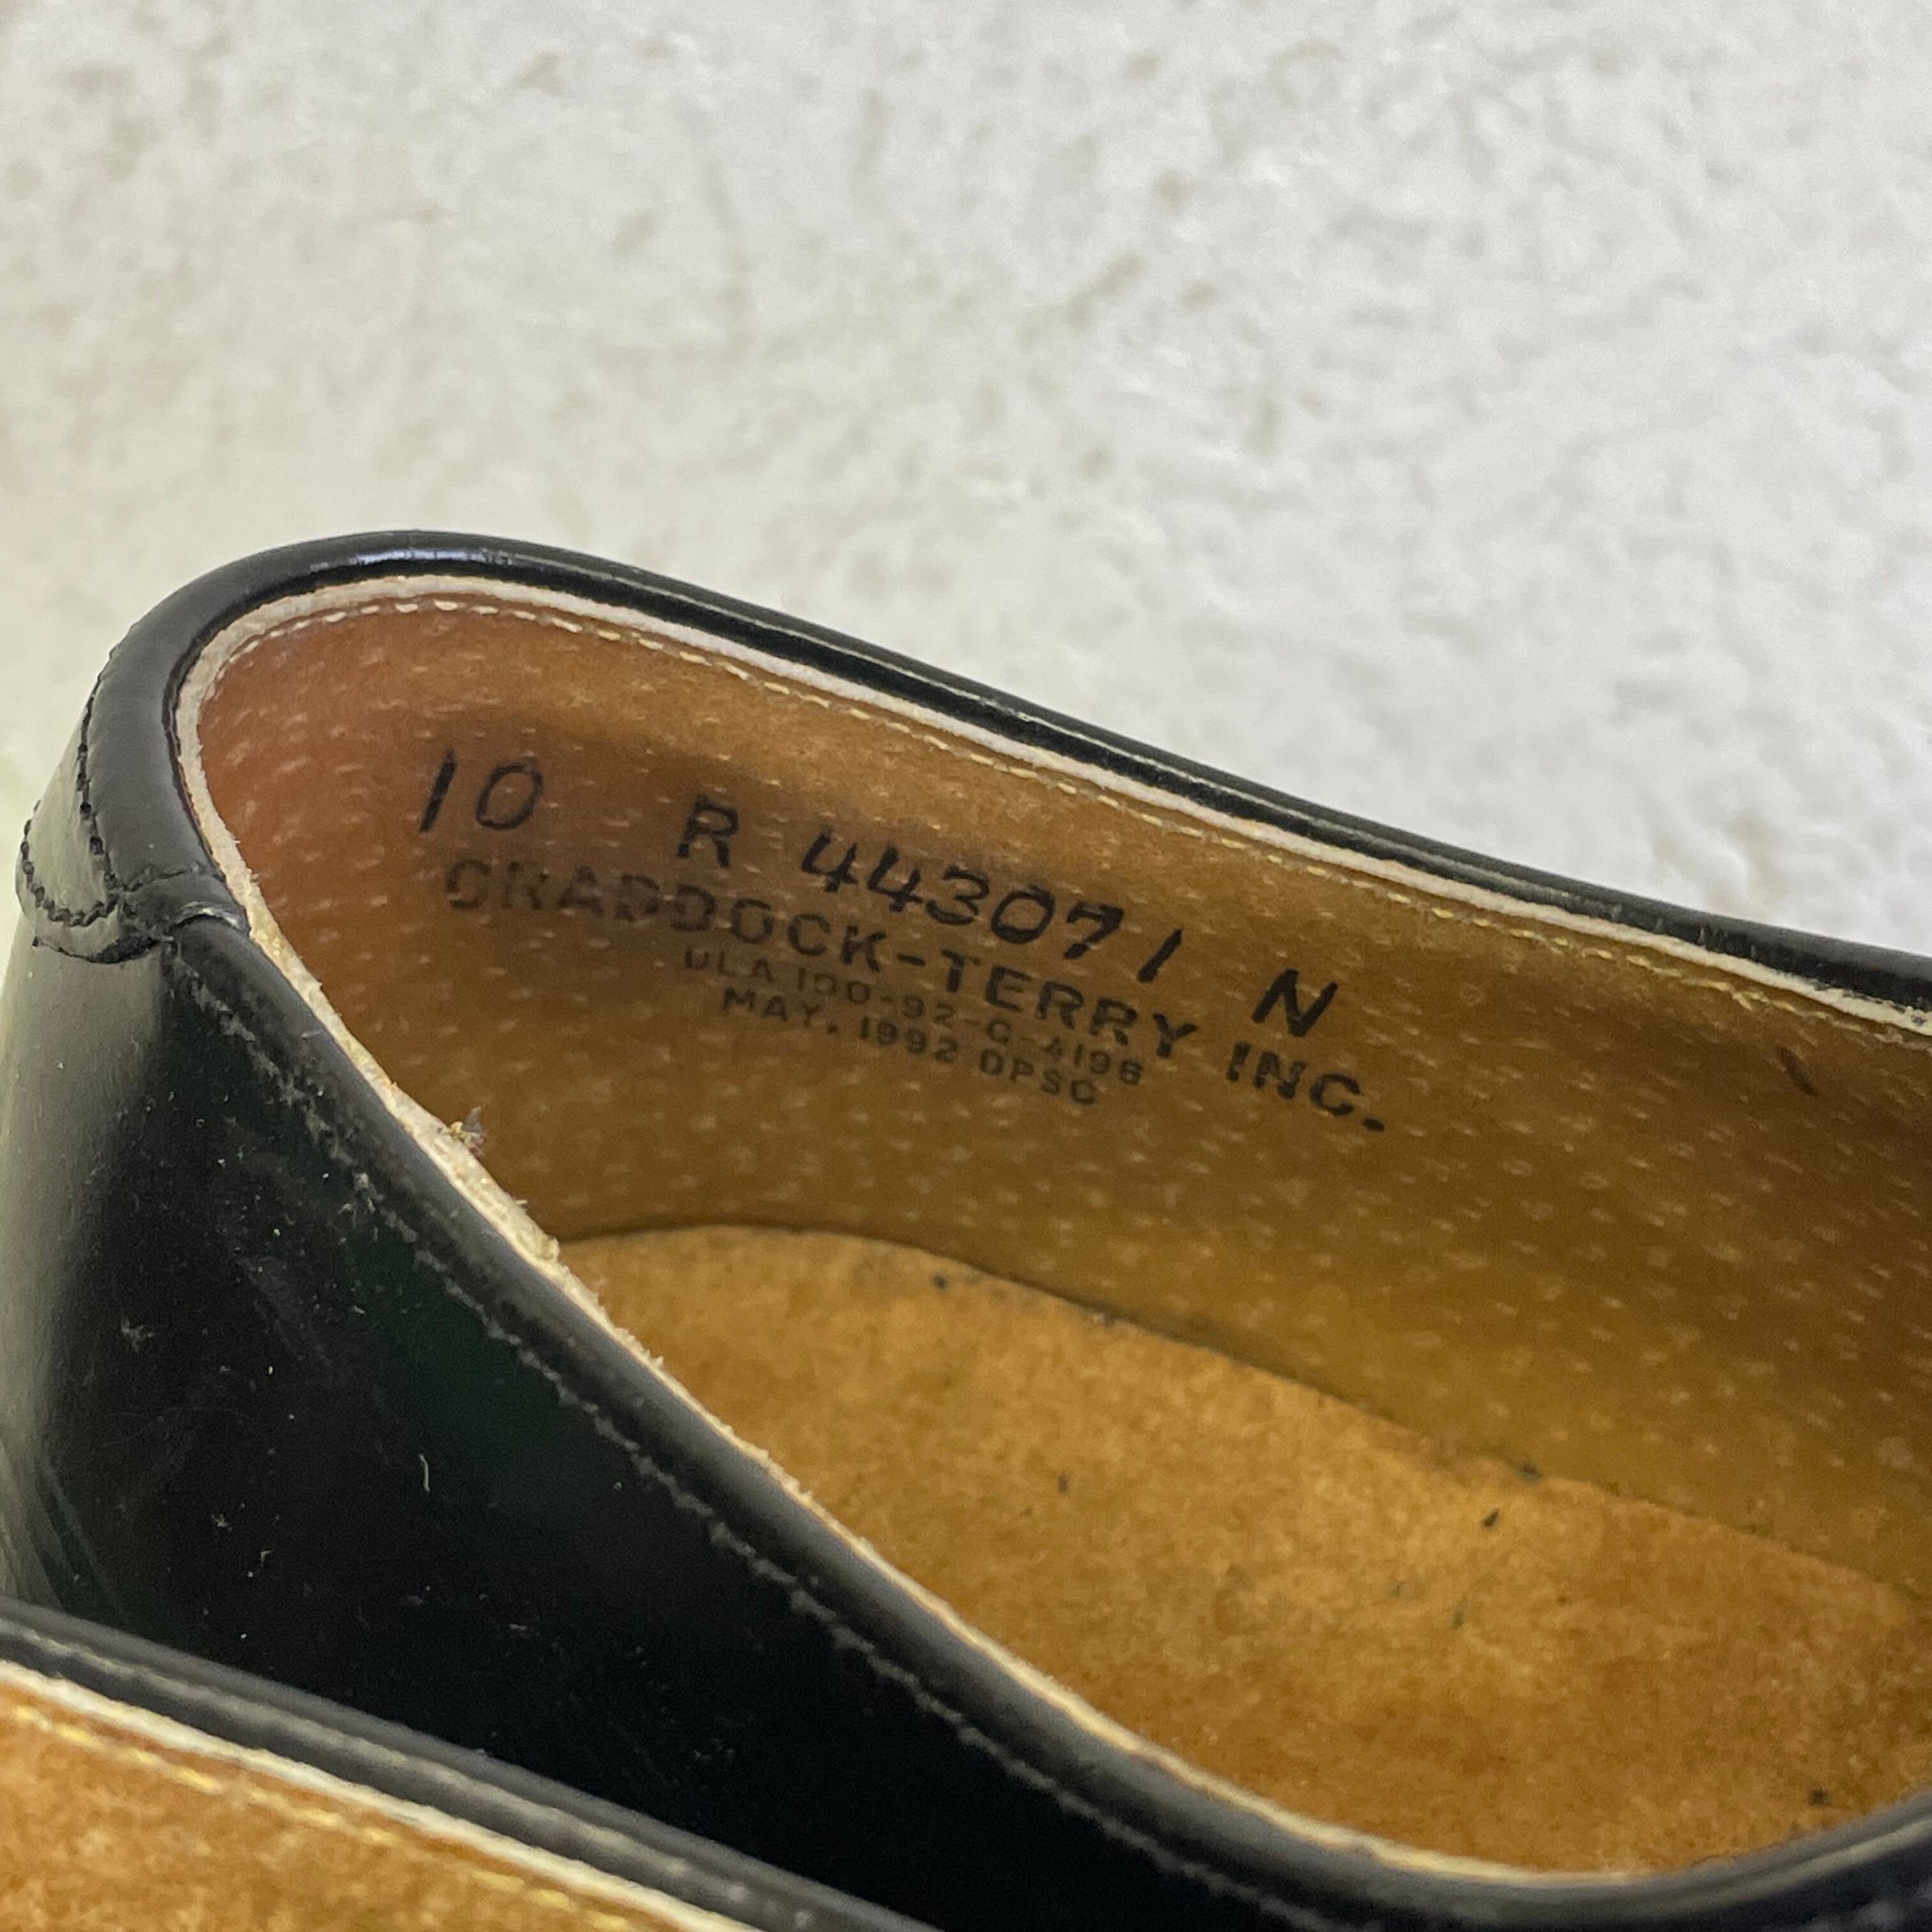 10 R 443071 N
CRADDOCK-TERRY INC.
DLA 100-92-C-4196
MAY. 1992 DPSC